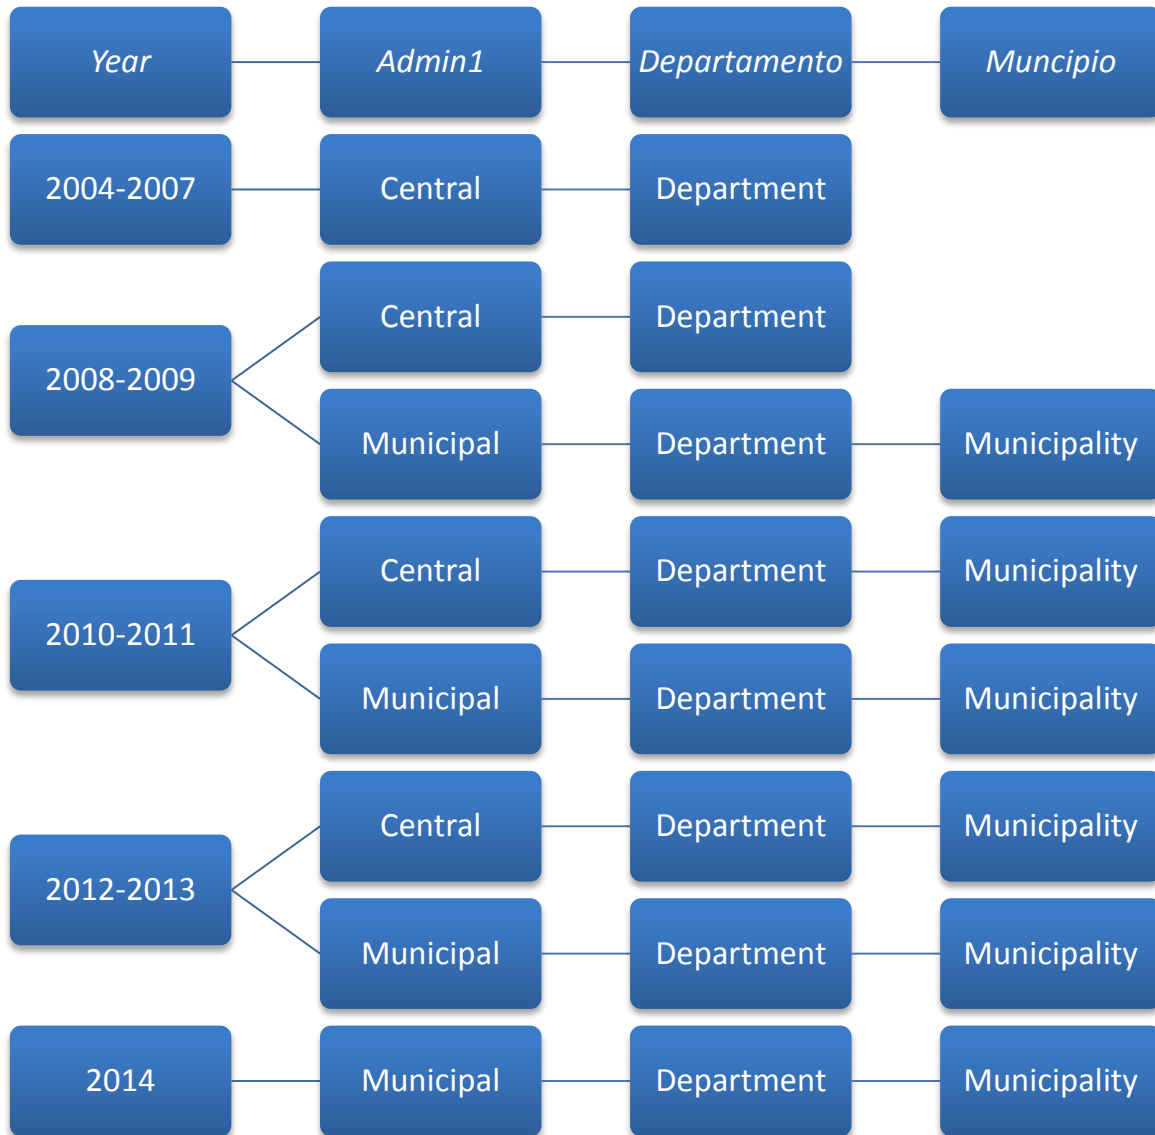 Year
Admin1
Departamento
Muncipio
2004-2007
Central
Department
2008-2009
Central
Department
Municipal
Department
Municipality
2010-2011
Central
Department
Municipality
Municipal
Department
Municipality
2012-2013
Central
Department
Municipality
Municipal
Department
Municipality
2014
Municipal
Department
Municipality